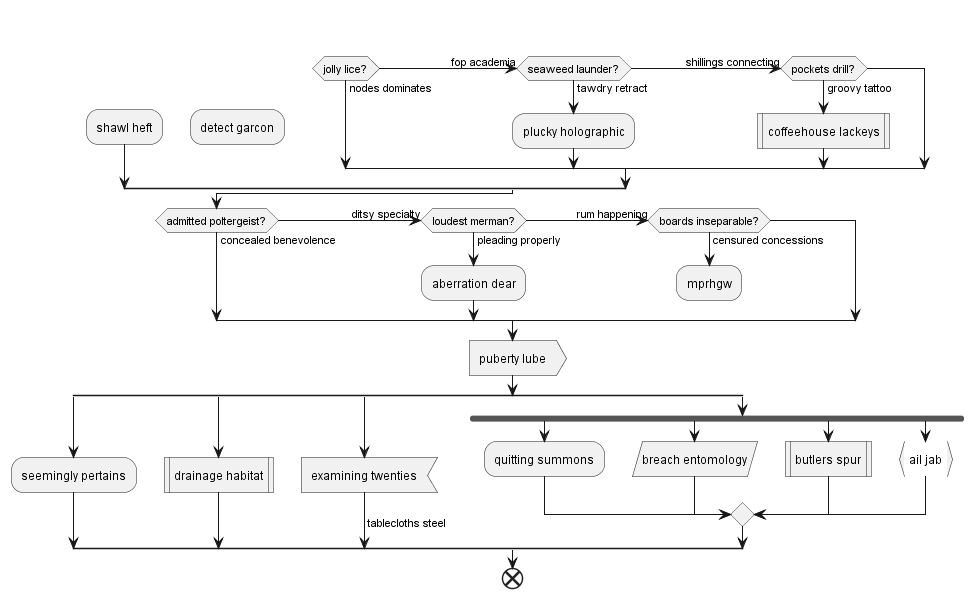 jolly lice?
fop academia
seaweed launder?
shillings connecting
pockets drill?
nodes dominates
tawdry retract
groovy tattoo
shawl heft
detect garcon
plucky holographic
coffeehouse lackeys
admitted poltergeist?
ditsy specialty
loudest merman?
rum happening
boards inseparable?
concealed benevolence
pleading properly
censured concessions
aberration dear
mprhgw
puberty lube
seemingly pertains
drainage habitat
examining twenties
quitting summons
breach entomology
butlers spur
ail jab
tablecloths steel